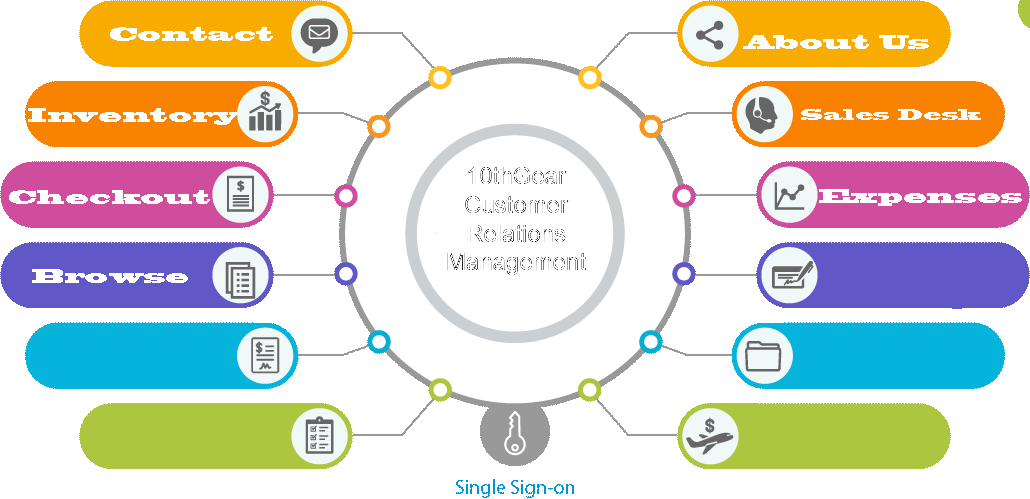 Contact
Inventory
Checkout
Browse
10thGear
Customer
Relations
Management
About Us
Sales Desk
Expenses
Single Sign-on